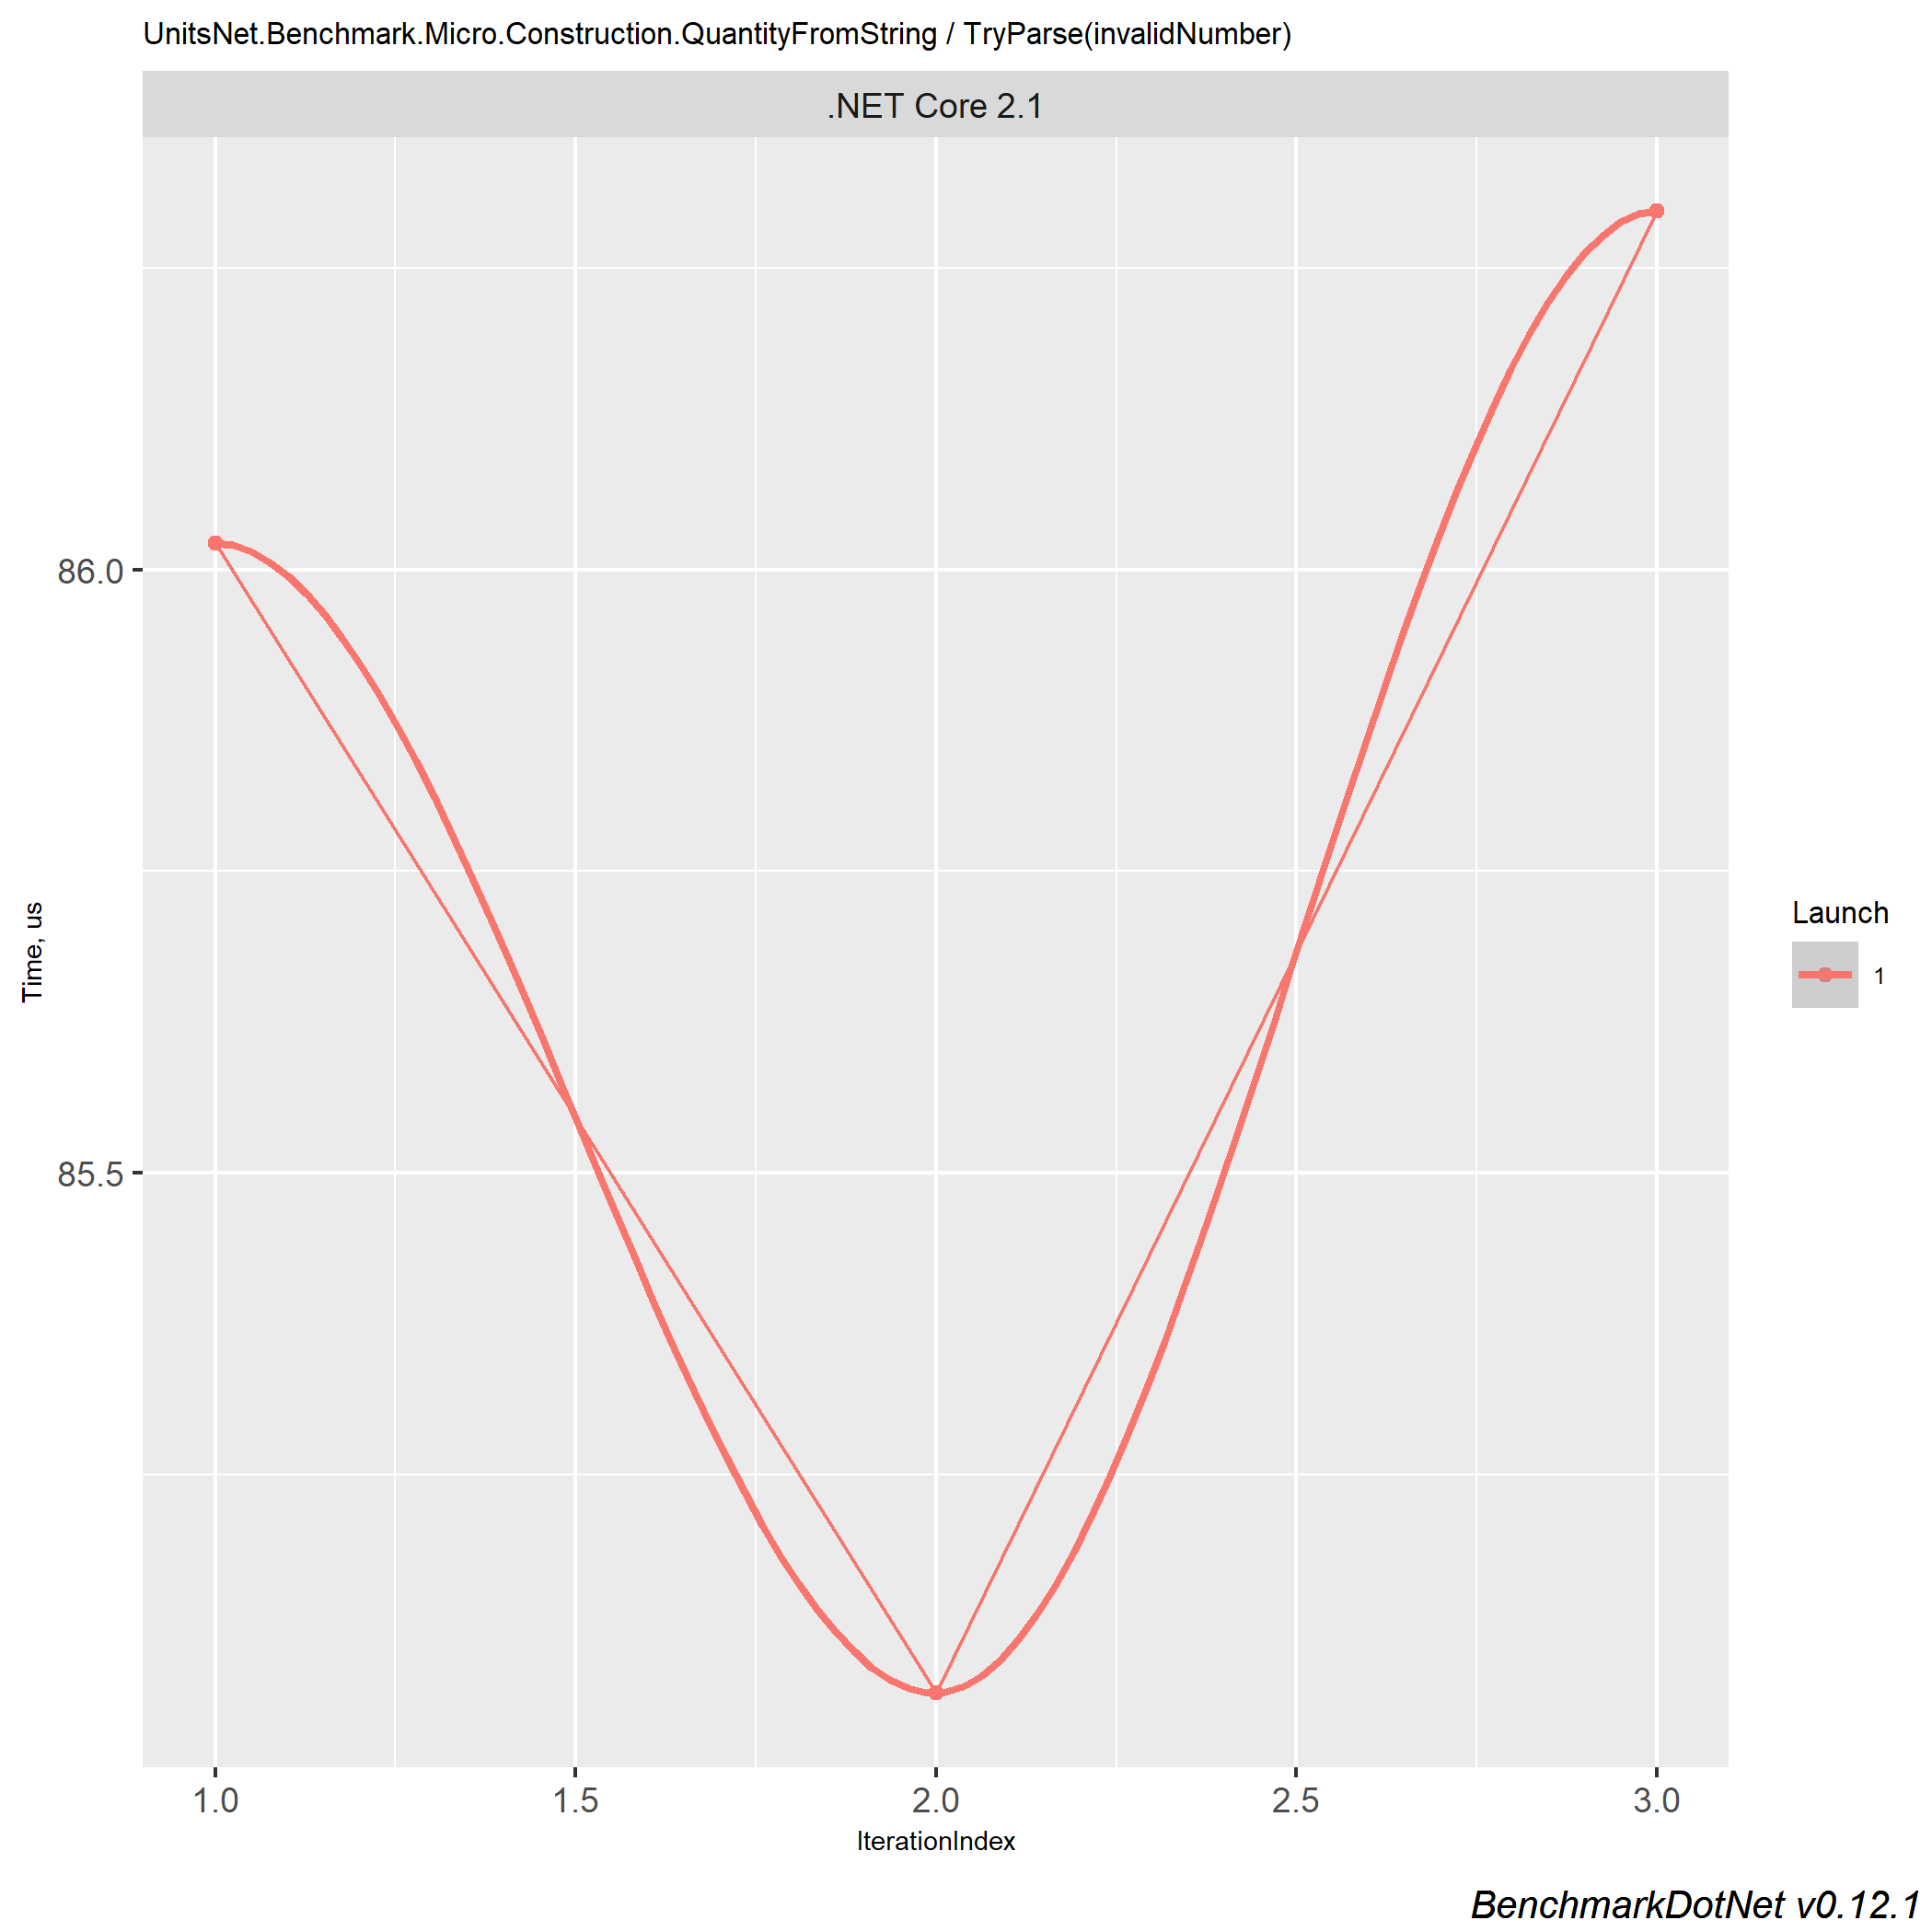 UnitsNet.Benchmark.Micro.Construction.QuantityFromString / TryParse(invalidNumber)
.NET Core 2.1
86.0
85.5
Time, us
1.0 1.5 2.0 2.5 3.0
IterationIndex
Launch
1
BenchmarkDotNet v0.12.1